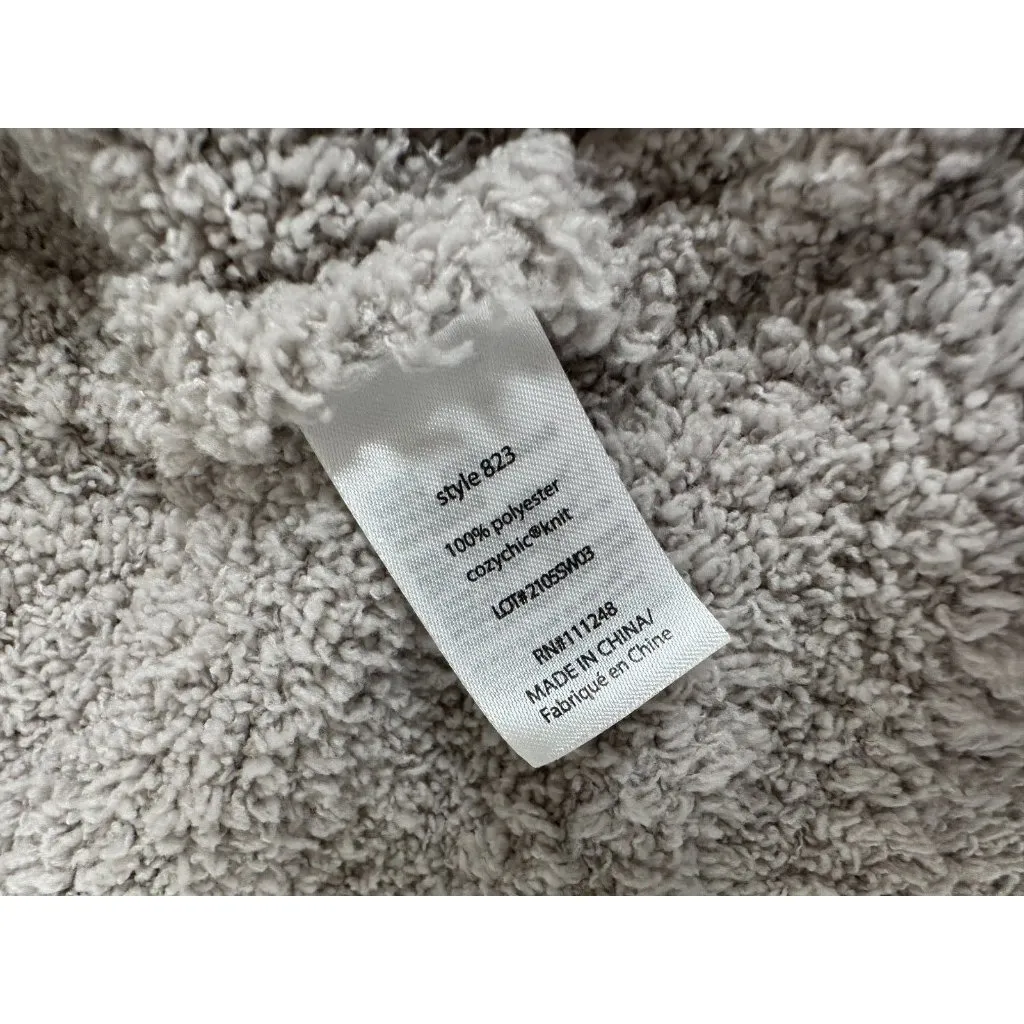 style 823
100% polyester
cozychic®knit
LOT#2105SW03
RN#111248
MADE IN CHINA/
Fabriqué en Chine